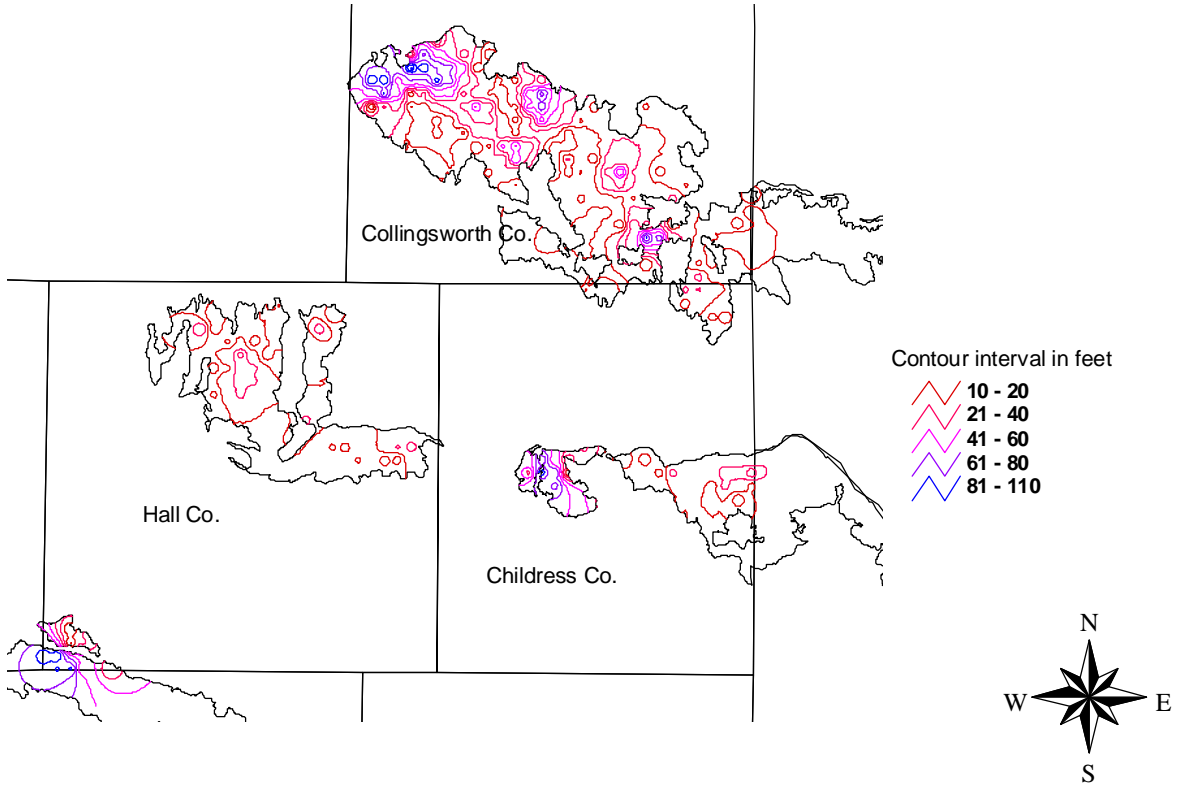 Collingsworth Co.
Contour interval in feet
10 - 20
21 - 40
41 - 60
61 - 80
81 - 110
Hall Co.
Childress Co.
N
W E
S